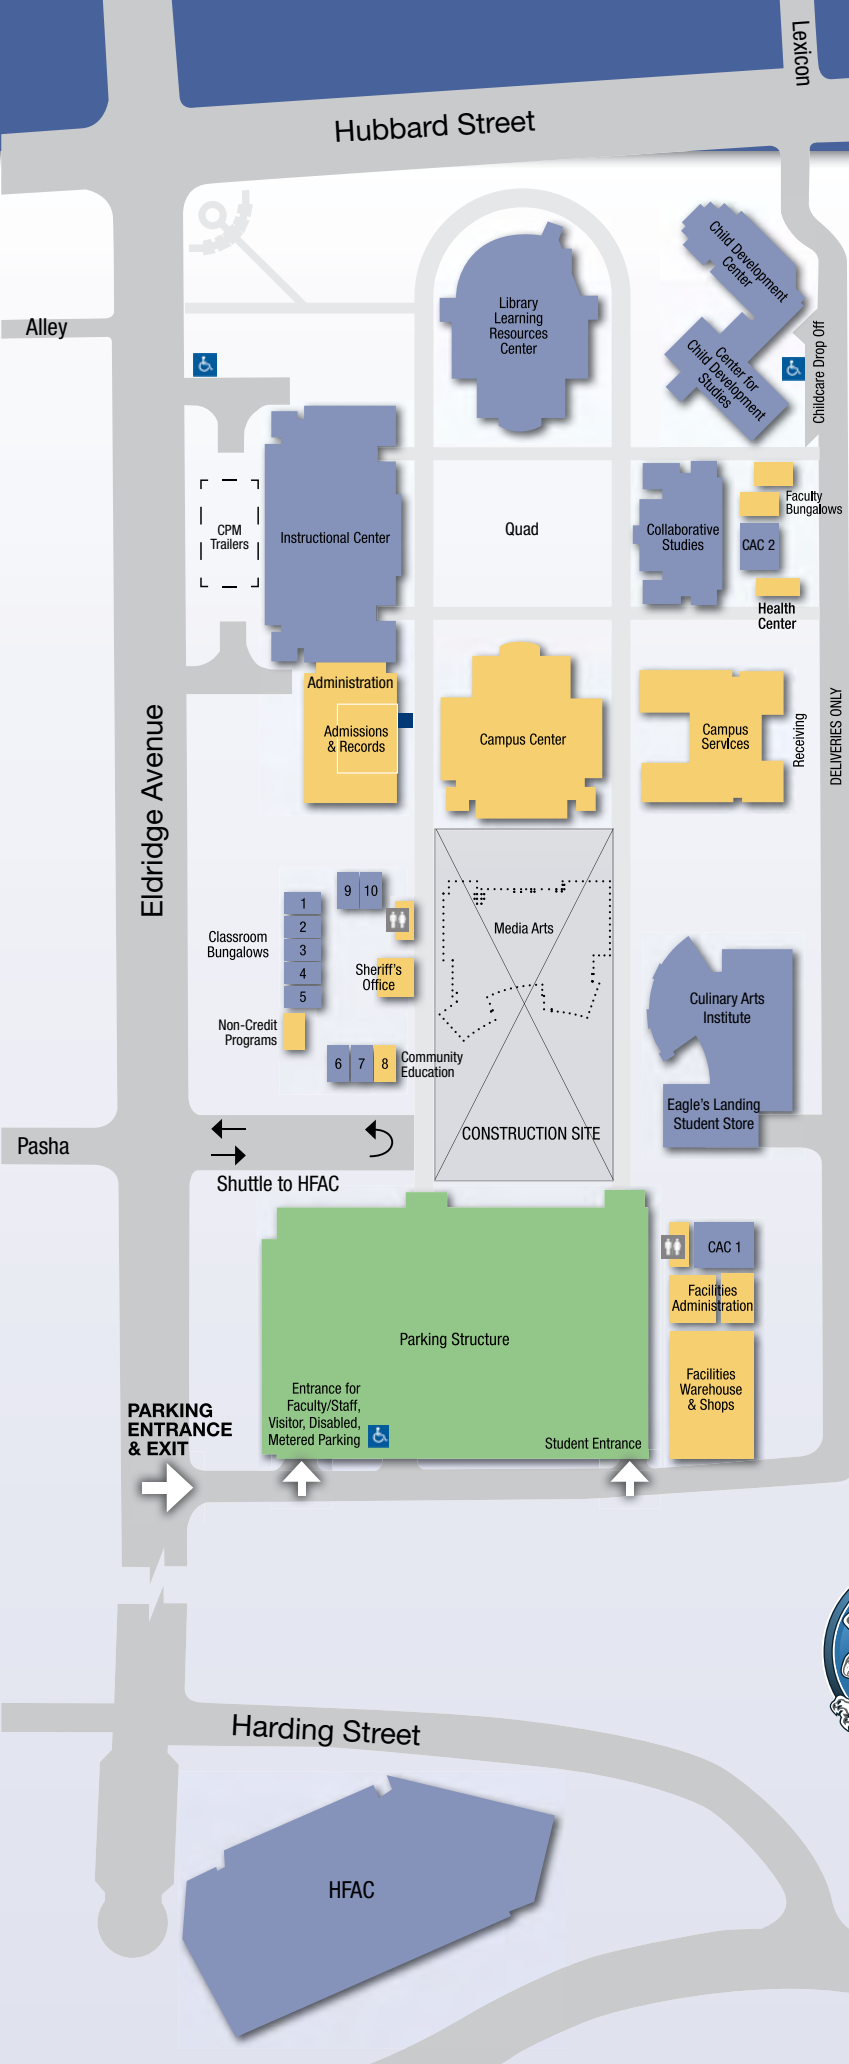 Lexicon
Hubbard Street
Child Development
Center
Library
Learning
Resources
Center
Alley
Center for
Child Development
Studies
Childcare Drop Off
Faculty
Bungalows
CPM
Trailers
Instructional Center
Quad
Collaborative
Studies
CAC 2
Health
Center
Administration
Admissions
& Records
Campus Center
Campus
Services
Receiving
DELIVERIES ONLY
Eldridge Avenue
9
10
1
2
3
4
5
Classroom
Bungalows
Sheriff's
Office
Media Arts
Culinary Arts
Institute
Non-Credit
Programs
6
7
8
Community
Education
Eagle's Landing
Student Store
Pasha
CONSTRUCTION SITE
Shuttle to HFAC
CAC 1
Facilities
Administration
Parking Structure
Facilities
Warehouse
& Shops
Entrance for
Faculty/Staff,
Visitor, Disabled,
Metered Parking
Student Entrance
PARKING
ENTRANCE
& EXIT
Harding Street
HFAC